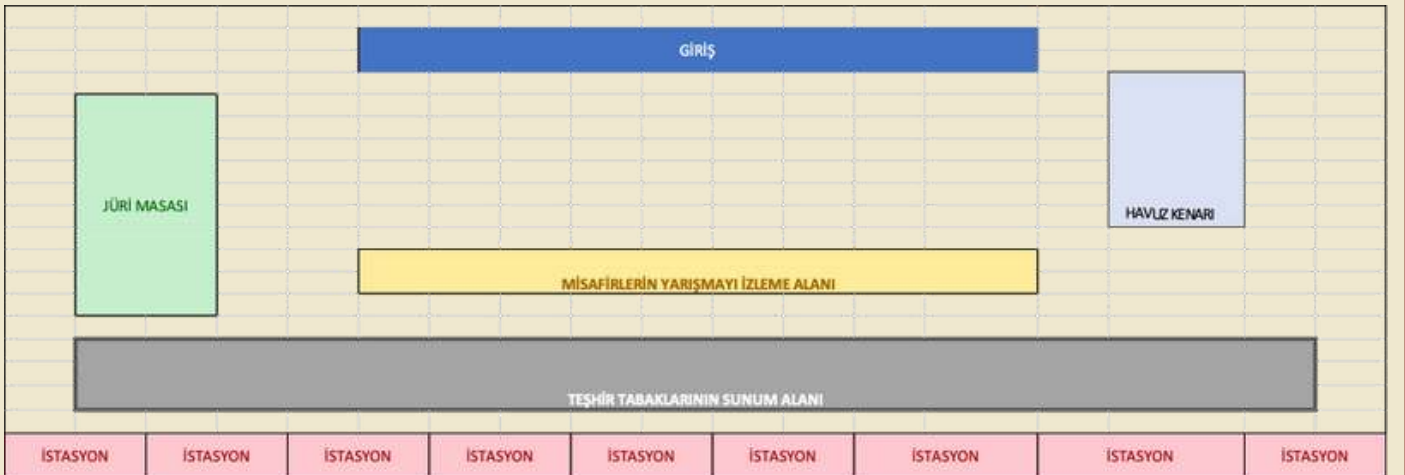 GİRİŞ
JÜRİ MASASI
HAVUZ KENARI
MİSAFİRLERİN YARIŞMAYI İZLEME ALANI
TEŞHİR TABAKLARININ SUNUM ALANI
İSTASYON İSTASYON İSTASYON İSTASYON İSTASYON İSTASYON İSTASYON İSTASYON İSTASYON